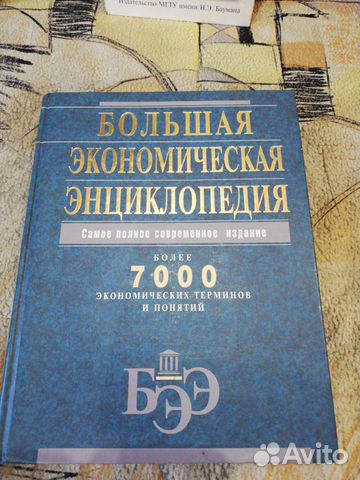 Издательство МГТУ имени Н.Э. Баумана
БОЛЬШАЯ
ЭКОНОМИЧЕСКАЯ
ЭНЦИКЛОПЕДИЯ
Самое полное современное издание
БОЛЕЕ
7000
ЭКОНОМИЧЕСКИХ ТЕРМИНОВ
И ПОНЯТИЙ
БЭЭ
Avito